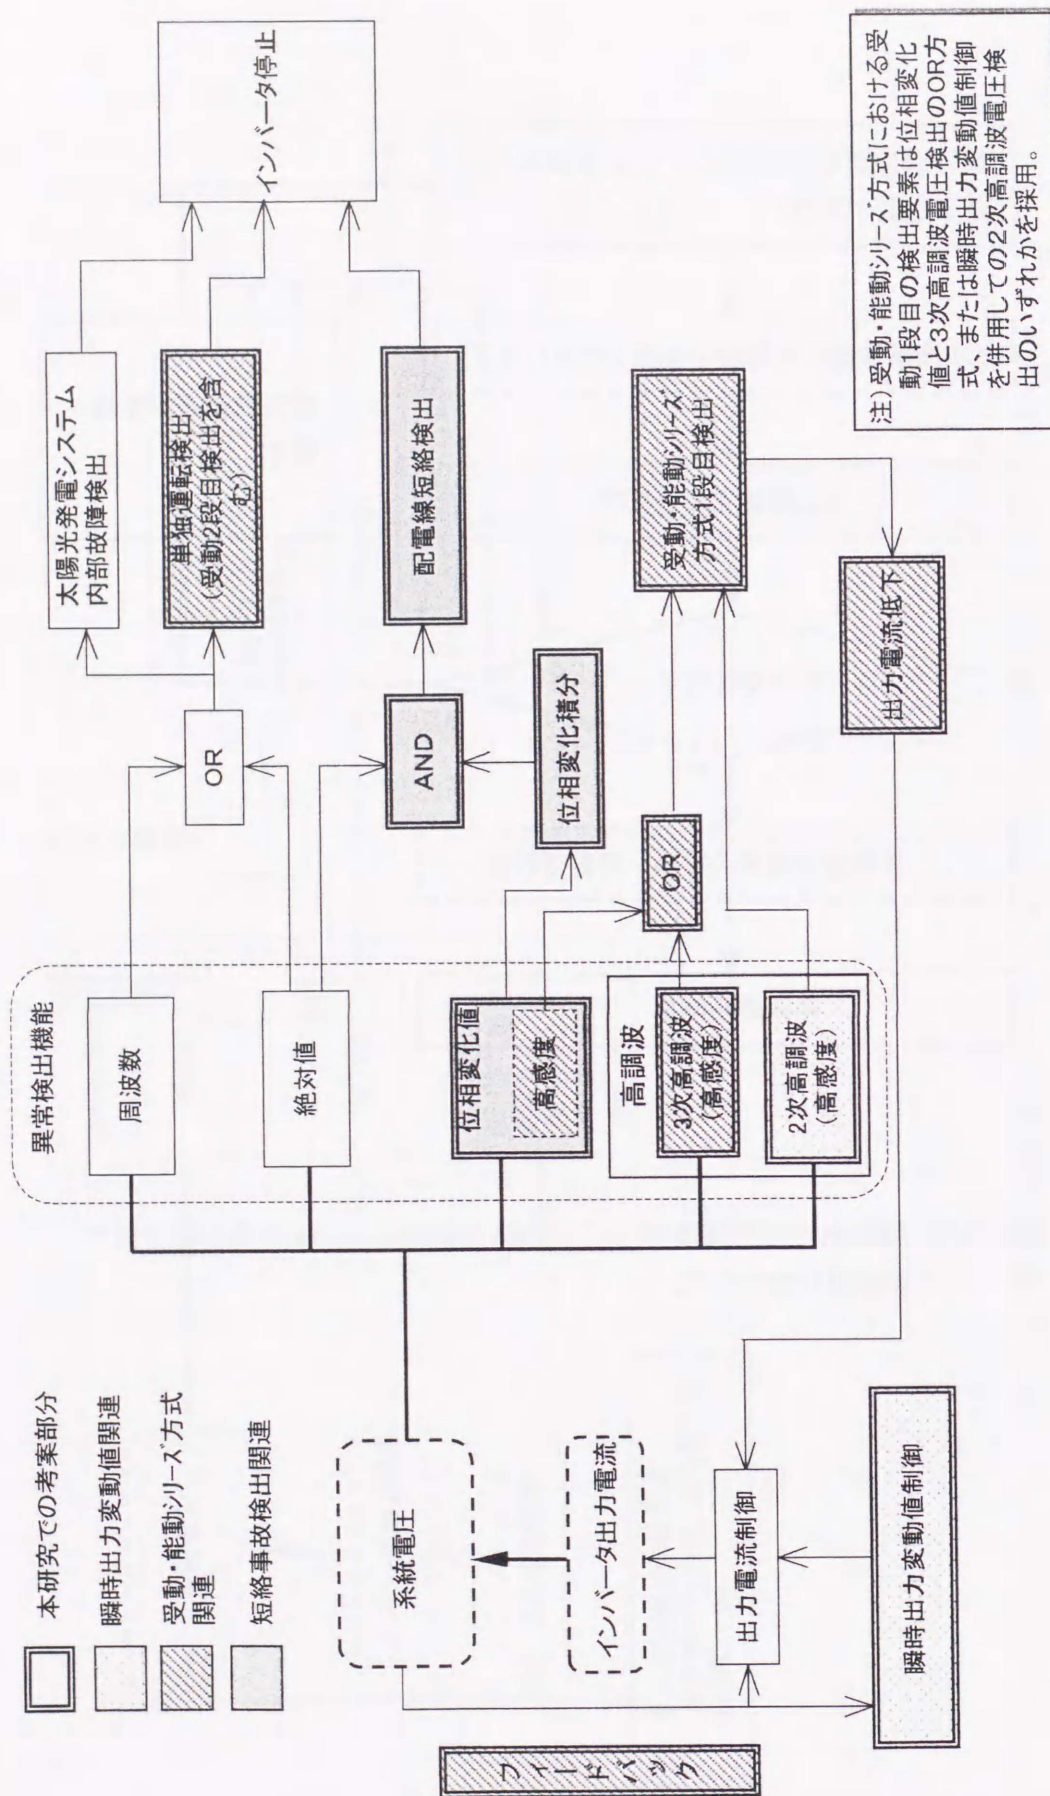 本研究での考案部分
瞬時出力変動値関連
受動・能動シリーズ方式
関連
短絡事故検出関連
異常検出機能
周波数
絶対値
位相変化値
高感度
高調波
3次高調波
(高感度)
2次高調波
(高感度)
OR
AND
位相変化積分
OR
太陽光発電システム
内部故障検出
単独運転検出
(受動2段目検出を含
む)
配電線短絡検出
インバータ停止
受動・能動シリーズ
方式1段目検出
出力電流低下
系統電圧
インバータ出力電流
出力電流制御
瞬時出力変動値制御
フィードバック
注)受動・能動シリーズ方式における受
動1段目の検出要素は位相変化
値と3次高調波電圧検出のOR方
式、または瞬時出力変動値制御
を併用しての2次高調波電圧検
出のいずれかを採用。